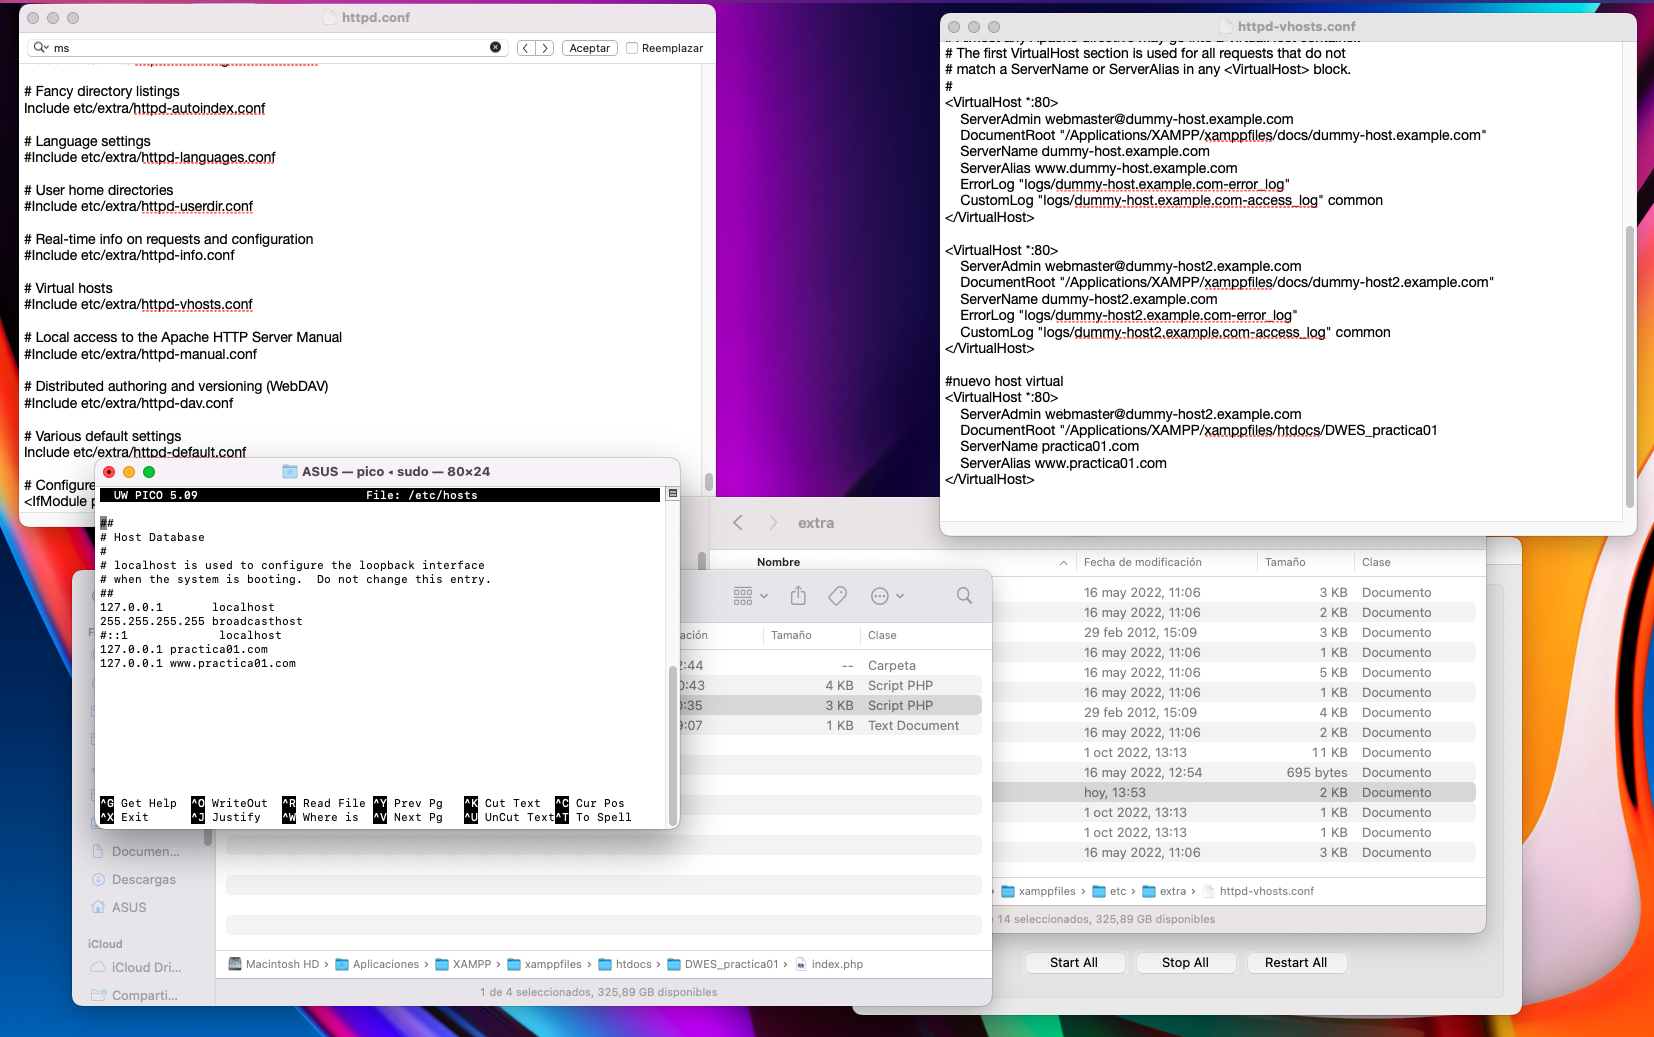 httpd.conf
ms
Aceptar
Reemplazar
# Fancy directory listings
Include etc/extra/httpd-autoindex.conf
# Language settings
#Include etc/extra/httpd-languages.conf
# User home directories
#Include etc/extra/httpd-userdir.conf
# Real-time info on requests and configuration
#Include etc/extra/httpd-info.conf
# Virtual hosts
#Include etc/extra/httpd-vhosts.conf
# Local access to the Apache HTTP Server Manual
#Include etc/extra/httpd-manual.conf
# Distributed authoring and versioning (WebDAV)
#Include etc/extra/httpd-dav.conf
# Various default settings
Include etc/extra/httpd-default.conf
# Configure
<IfModule
httpd-vhosts.conf
# Almost any Apache directive may go into a VirtualHost container.
# The first VirtualHost section is used for all requests that do not
# match a ServerName or ServerAlias in any <VirtualHost> block.
#
<VirtualHost *:80>
ServerAdmin webmaster@dummy-host.example.com
DocumentRoot "/Applications/XAMPP/xamppfiles/docs/dummy-host.example.com"
ServerName dummy-host.example.com
ServerAlias www.dummy-host.example.com
ErrorLog "logs/dummy-host.example.com-error_log"
CustomLog "logs/dummy-host.example.com-access_log" common
</VirtualHost>
<VirtualHost *:80>
ServerAdmin webmaster@dummy-host2.example.com
DocumentRoot "/Applications/XAMPP/xamppfiles/docs/dummy-host2.example.com"
ServerName dummy-host2.example.com
ErrorLog "logs/dummy-host2.example.com-error_log"
CustomLog "logs/dummy-host2.example.com-access_log" common
</VirtualHost>
#nuevo host virtual
<VirtualHost *:80>
ServerAdmin webmaster@dummy-host2.example.com
DocumentRoot "/Applications/XAMPP/xamppfiles/htdocs/DWES_practica01
ServerName practica01.com
ServerAlias www.practica01.com
</VirtualHost>
ASUS — pico ◂ sudo — 80×24
UW PICO 5.09 File: /etc/hosts
##
# Host Database
#
# localhost is used to configure the loopback interface
# when the system is booting.  Do not change this entry.
##
127.0.0.1 localhost
255.255.255.255 broadcasthost
#::1 localhost
127.0.0.1 practica01.com
127.0.0.1 www.practica01.com
^G Get Help ^O WriteOut ^R Read File ^Y Prev Pg ^K Cut Text ^C Cur Pos
^X Exit ^J Justify ^W Where is ^V Next Pg ^U UnCut Text ^T To Spell
extra
Nombre Fecha de modificación Tamaño Clase
16 may 2022, 11:06 3 KB Documento
16 may 2022, 11:06 2 KB Documento
29 feb 2012, 15:09 3 KB Documento
16 may 2022, 11:06 1 KB Documento
16 may 2022, 11:06 5 KB Documento
16 may 2022, 11:06 1 KB Documento
29 feb 2012, 15:09 4 KB Documento
16 may 2022, 11:06 2 KB Documento
1 oct 2022, 13:13 11 KB Documento
16 may 2022, 12:54 695 bytes Documento
hoy, 13:53 2 KB Documento
1 oct 2022, 13:13 1 KB Documento
1 oct 2022, 13:13 1 KB Documento
16 may 2022, 11:06 3 KB Documento
xamppfiles › etc › extra › httpd-vhosts.conf
14 seleccionados, 325,89 GB disponibles
ación Tamaño Clase
2:44 -- Carpeta
0:43 4 KB Script PHP
0:35 3 KB Script PHP
9:07 1 KB Text Document
Documen...
Descargas
ASUS
iCloud
iCloud Dri...
Comparti...
Macintosh HD › Aplicaciones › XAMPP › xamppfiles › htdocs › DWES_practica01 › index.php
1 de 4 seleccionados, 325,89 GB disponibles
Start All
Stop All
Restart All